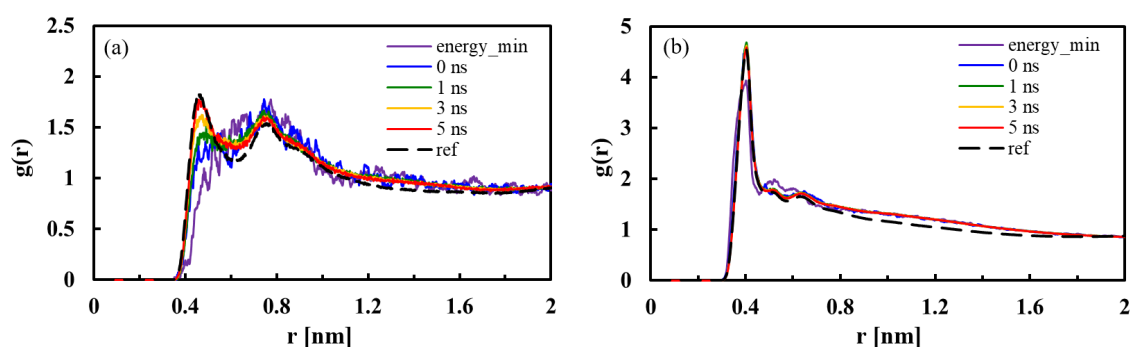 (a)
2.5
2
1.5
1
0.5
0
g(r)
0
0.4
0.8
1.2
1.6
2
r [nm]
energy_min
0 ns
1 ns
3 ns
5 ns
ref
(b)
5
4
3
2
1
0
g(r)
0
0.4
0.8
1.2
1.6
2
r [nm]
energy_min
0 ns
1 ns
3 ns
5 ns
ref